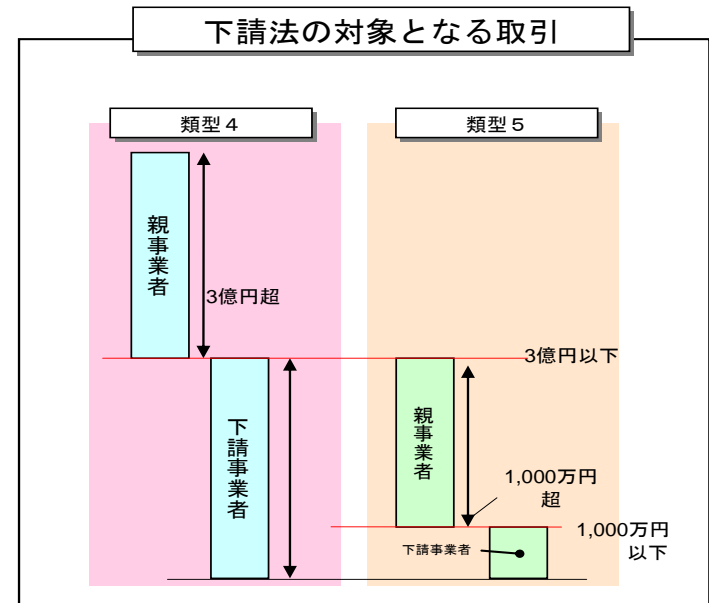 下請法の対象となる取引
類型４
類型５
親事業者
3億円超
3億円以下
下請事業者
親事業者
1,000万円
超
1,000万円
以下
下請事業者